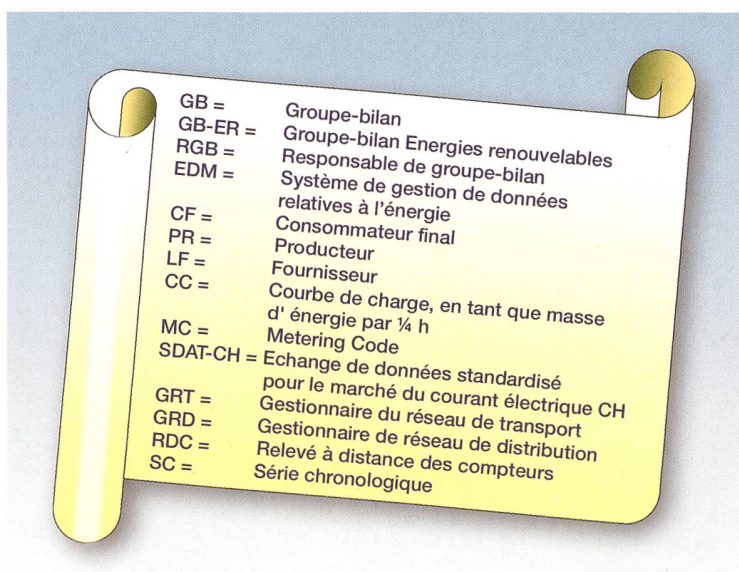 GB = Groupe-bilan
GB-ER = Groupe-bilan Energies renouvelables
RGB = Responsable de groupe-bilan
EDM = Système de gestion de données
relatives à l'énergie
CF = Consommateur final
PR = Producteur
LF = Fournisseur
CC = Courbe de charge, en tant que masse
d' énergie par ¼ h
MC = Metering Code
SDAT-CH = Echange de données standardisé
pour le marché du courant électrique CH
GRT = Gestionnaire du réseau de transport
GRD = Gestionnaire de réseau de distribution
RDC = Relevé à distance des compteurs
SC = Série chronologique